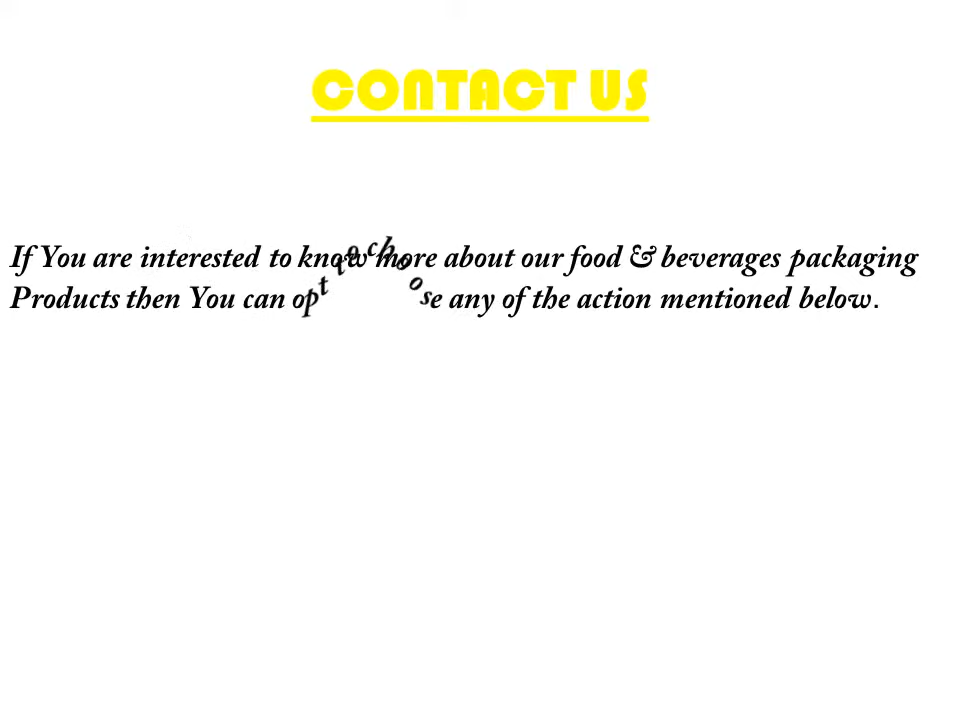 CONTACT US
If You are interested to know more about our food & beverages packaging
Products then You can opt to choose any of the action mentioned below.